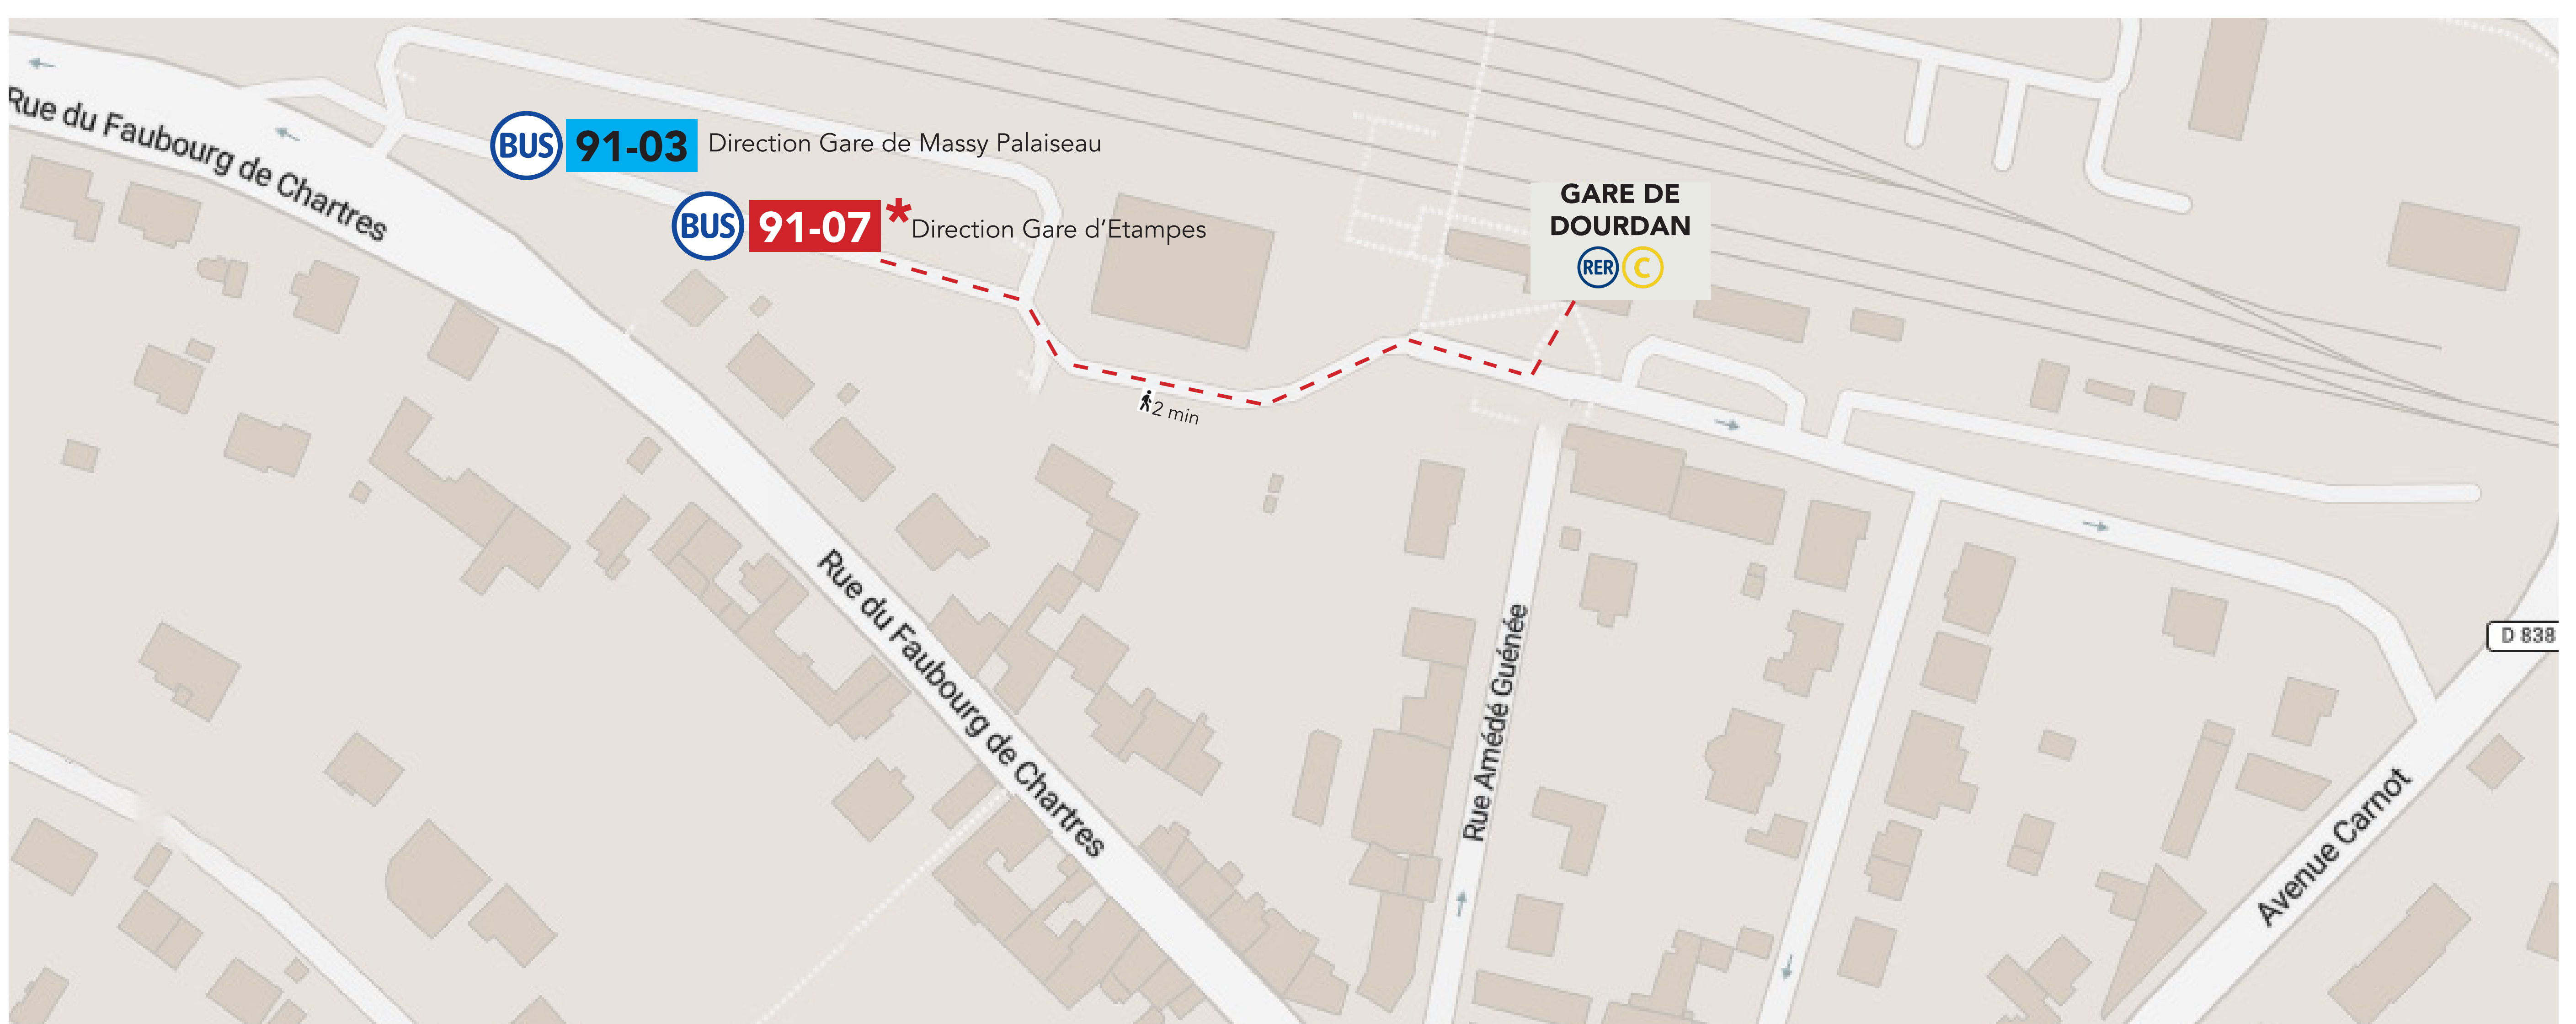 Rue du Faubourg de Chartres
BUS 91-03 Direction Gare de Massy Palaiseau
BUS 91-07 * Direction Gare d'Etampes
GARE DE
DOURDAN
RER C
2 min
Rue du Faubourg de Chartres
Rue Amédé Guénée
D 838
Avenue Carnot